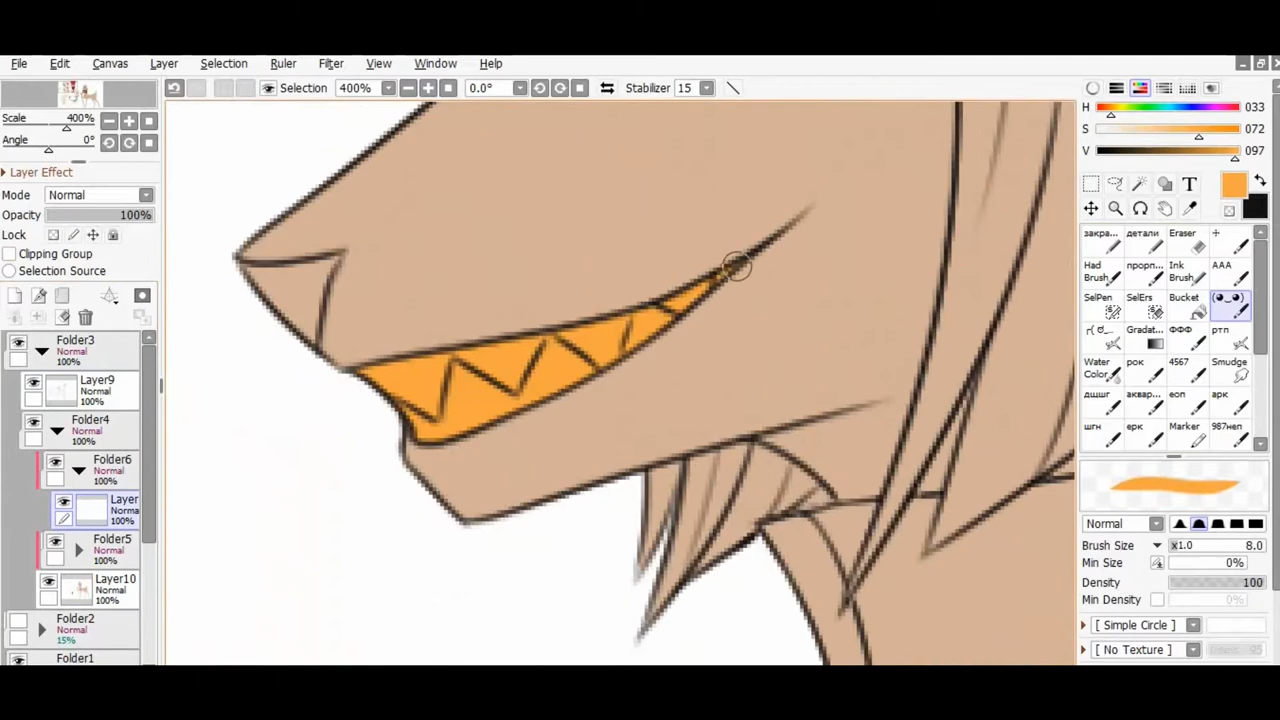 File Edit Canvas Layer Selection Ruler Filter View Window Help
Selection 400% 0.0° Stabilizer 15
Scale 400%
Angle 0°
Layer Effect
Mode Normal
Opacity 100%
Lock
Clipping Group
Selection Source
Folder3
Normal
100%
Layer9
Normal
100%
Folder4
Normal
100%
Folder6
Normal
100%
Layer
Norma
100%
Folder5
Normal
100%
Layer10
Normal
100%
Folder2
Normal
15%
Folder1
H 033
S 072
V 097
T
закра... детали Eraser +
Had Brush прорп... Ink Brush AAA
SelPen SelErs Bucket (•‿•)
Gradat... ФФФ ртп
Water Color рок 4567 Smudge
дщшг аквар... еоп арк
шгн ерк Marker 987неп
Normal
Brush Size x1.0 8.0
Min Size 0%
Density 100
Min Density 0%
[ Simple Circle ]
[ No Texture ]